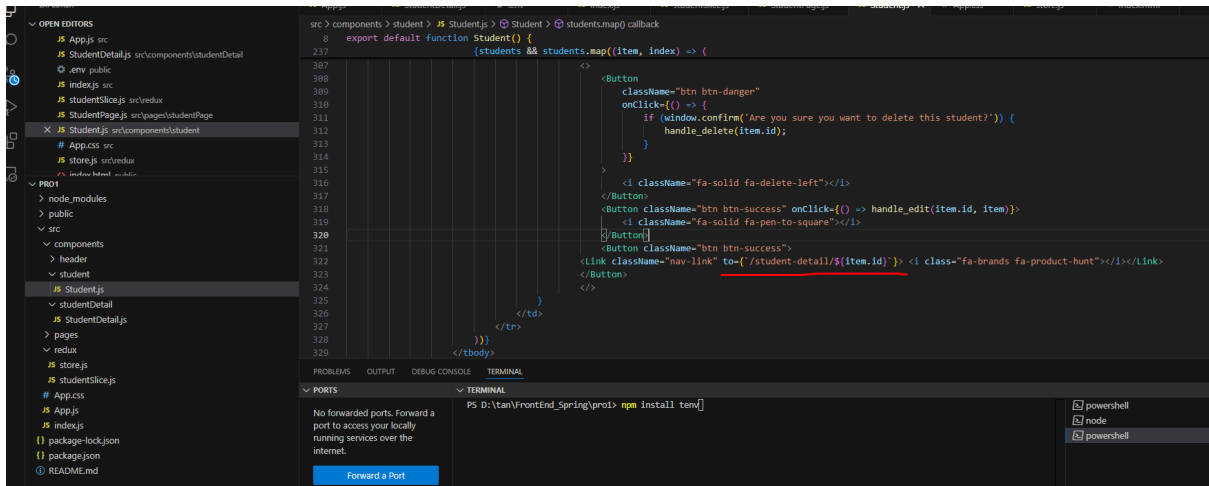 OPEN EDITORS
JS App.js src
JS StudentDetail.js src\components\studentDetail
.env public
JS index.js src
JS studentSlice.js src\redux
JS StudentPage.js src\pages\studentPage
JS Student.js src\components\student
# App.css src
JS store.js src\redux
index.html public
PRO1
node_modules
public
src
components
header
student
JS Student.js
studentDetail
JS StudentDetail.js
pages
redux
JS store.js
JS studentSlice.js
# App.css
JS App.js
JS index.js
{} package-lock.json
{} package.json
README.md
src > components > student > JS Student.js > Student > students.map() callback
8 export default function Student() {
237 {students && students.map((item, index) => (
307 <>
308 <Button
309 className="btn btn-danger"
310 onClick={() => {
311 if (window.confirm('Are you sure you want to delete this student?')) {
312 handle_delete(item.id);
313 }
314 }}
315 >
316 <i className="fa-solid fa-delete-left"></i>
317 </Button>
318 <Button className="btn btn-success" onClick={() => handle_edit(item.id, item)}>
319 <i className="fa-solid fa-pen-to-square"></i>
320 </Button>
321 <Button className="btn btn-success">
322 <Link className="nav-link" to={`/student-detail/${item.id}`}> <i class="fa-brands fa-product-hunt"></i></Link>
323 </Button>
324 </>
325 }
326 </td>
327 </tr>
328 ))}
329 </tbody>
PROBLEMS OUTPUT DEBUG CONSOLE TERMINAL
PORTS
No forwarded ports. Forward a
port to access your locally
running services over the
internet.
Forward a Port
TERMINAL
PS D:\tan\FrontEnd_Spring\pro1> npm install tenv
powershell
node
powershell